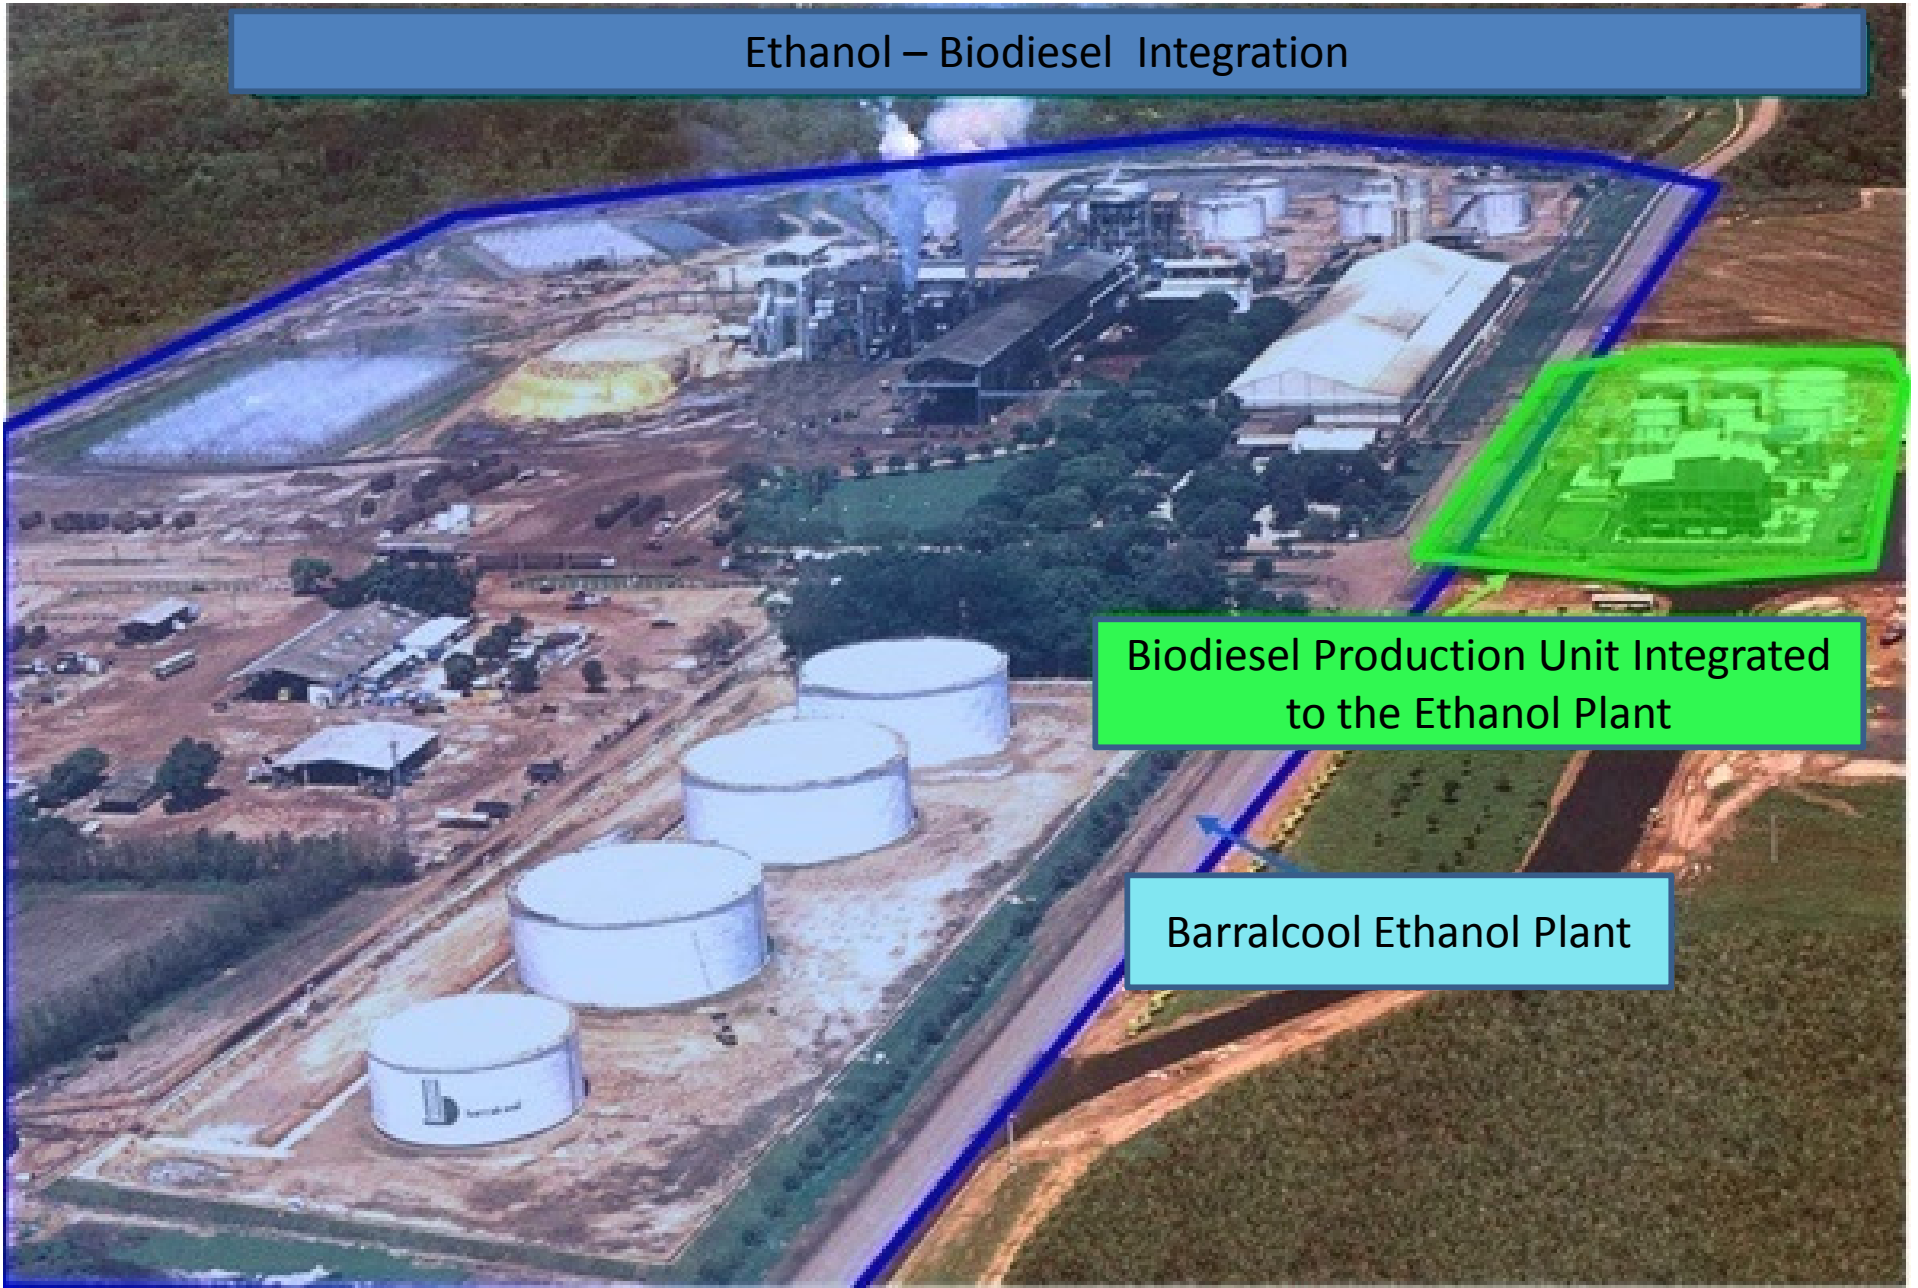 Ethanol – Biodiesel Integration
Biodiesel Production Unit Integrated
to the Ethanol Plant
Barralcool Ethanol Plant